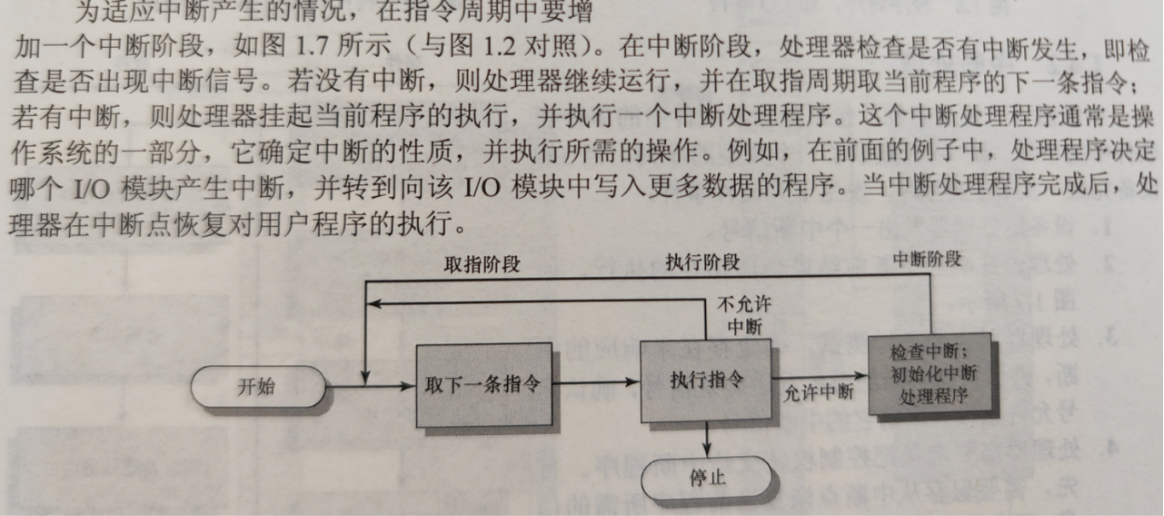 为适应中断产生的情况，在指令周期中要增
加一个中断阶段，如图 1.7 所示（与图 1.2 对照）。在中断阶段，处理器检查是否有中断发生，即检
查是否出现中断信号。若没有中断，则处理器继续运行，并在取指周期取当前程序的下一条指令；
若有中断，则处理器挂起当前程序的执行，并执行一个中断处理程序。这个中断处理程序通常是操
作系统的一部分，它确定中断的性质，并执行所需的操作。例如，在前面的例子中，处理程序决定
哪个 I/O 模块产生中断，并转到向该 I/O 模块中写入更多数据的程序。当中断处理程序完成后，处
理器在中断点恢复对用户程序的执行。
取指阶段 执行阶段 中断阶段
不允许
中断
开始
取下一条指令
执行指令
允许中断
检查中断；
初始化中断
处理程序
停止